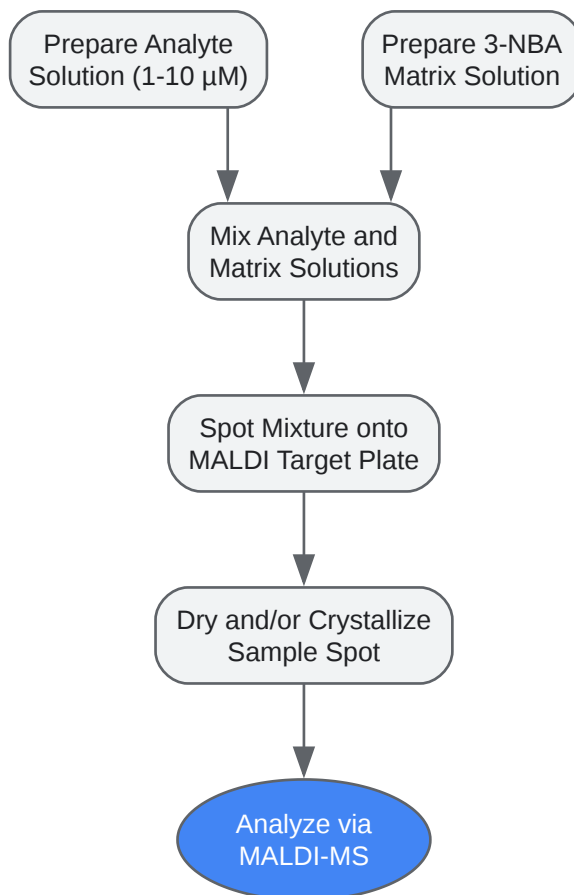 Prepare Analyte
Solution (1-10 µM)
Prepare 3-NBA
Matrix Solution
Mix Analyte and
Matrix Solutions
Spot Mixture onto
MALDI Target Plate
Dry and/or Crystallize
Sample Spot
Analyze via
MALDI-MS